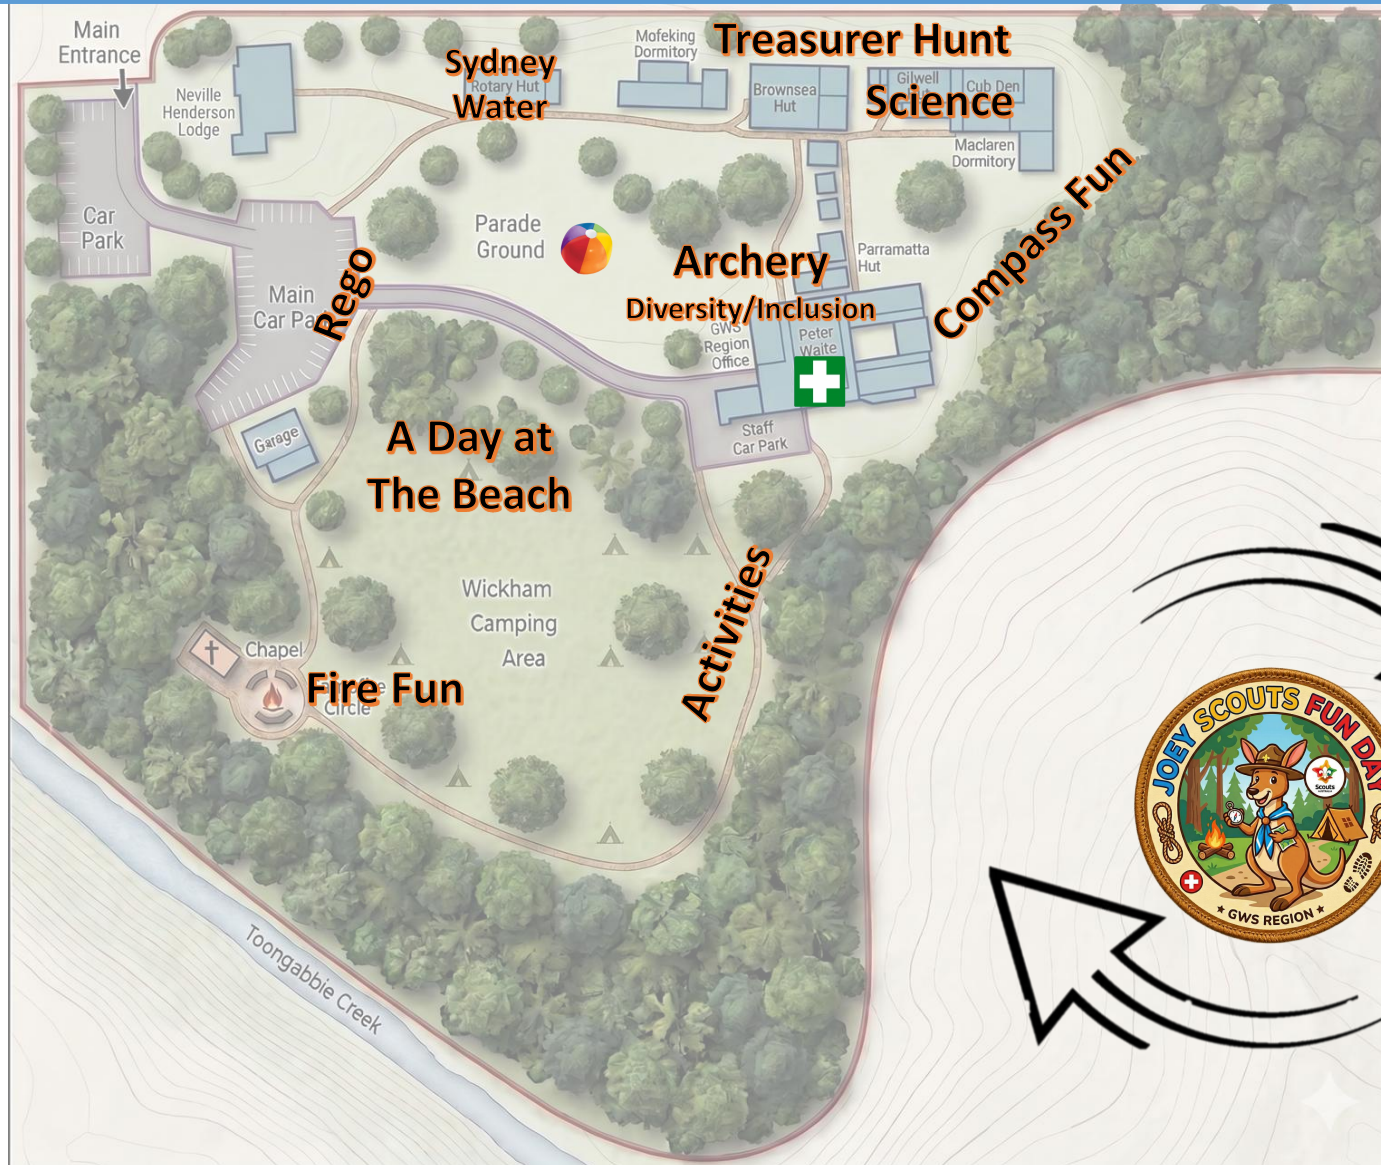 Main
Entrance
Neville
Henderson
Lodge
Sydney
Water
Rotary Hut
Mofeking
Dormitory
Treasurer Hunt
Brownsea
Hut
Gilwell
Cub Den
Science
Maclaren
Dormitory
Car
Park
Parade
Ground
Compass Fun
Parramatta
Hut
Archery
Diversity/Inclusion
Main
Car Pa
Rego
GWS
Region
Office
Peter
Waite
Staff
Car Park
Garage
A Day at
The Beach
Wickham
Camping
Area
Activities
Chapel
Fire Fun
Circle
Toongabbie Creek
JOEY SCOUTS FUN DAY
Scouts
GWS REGION